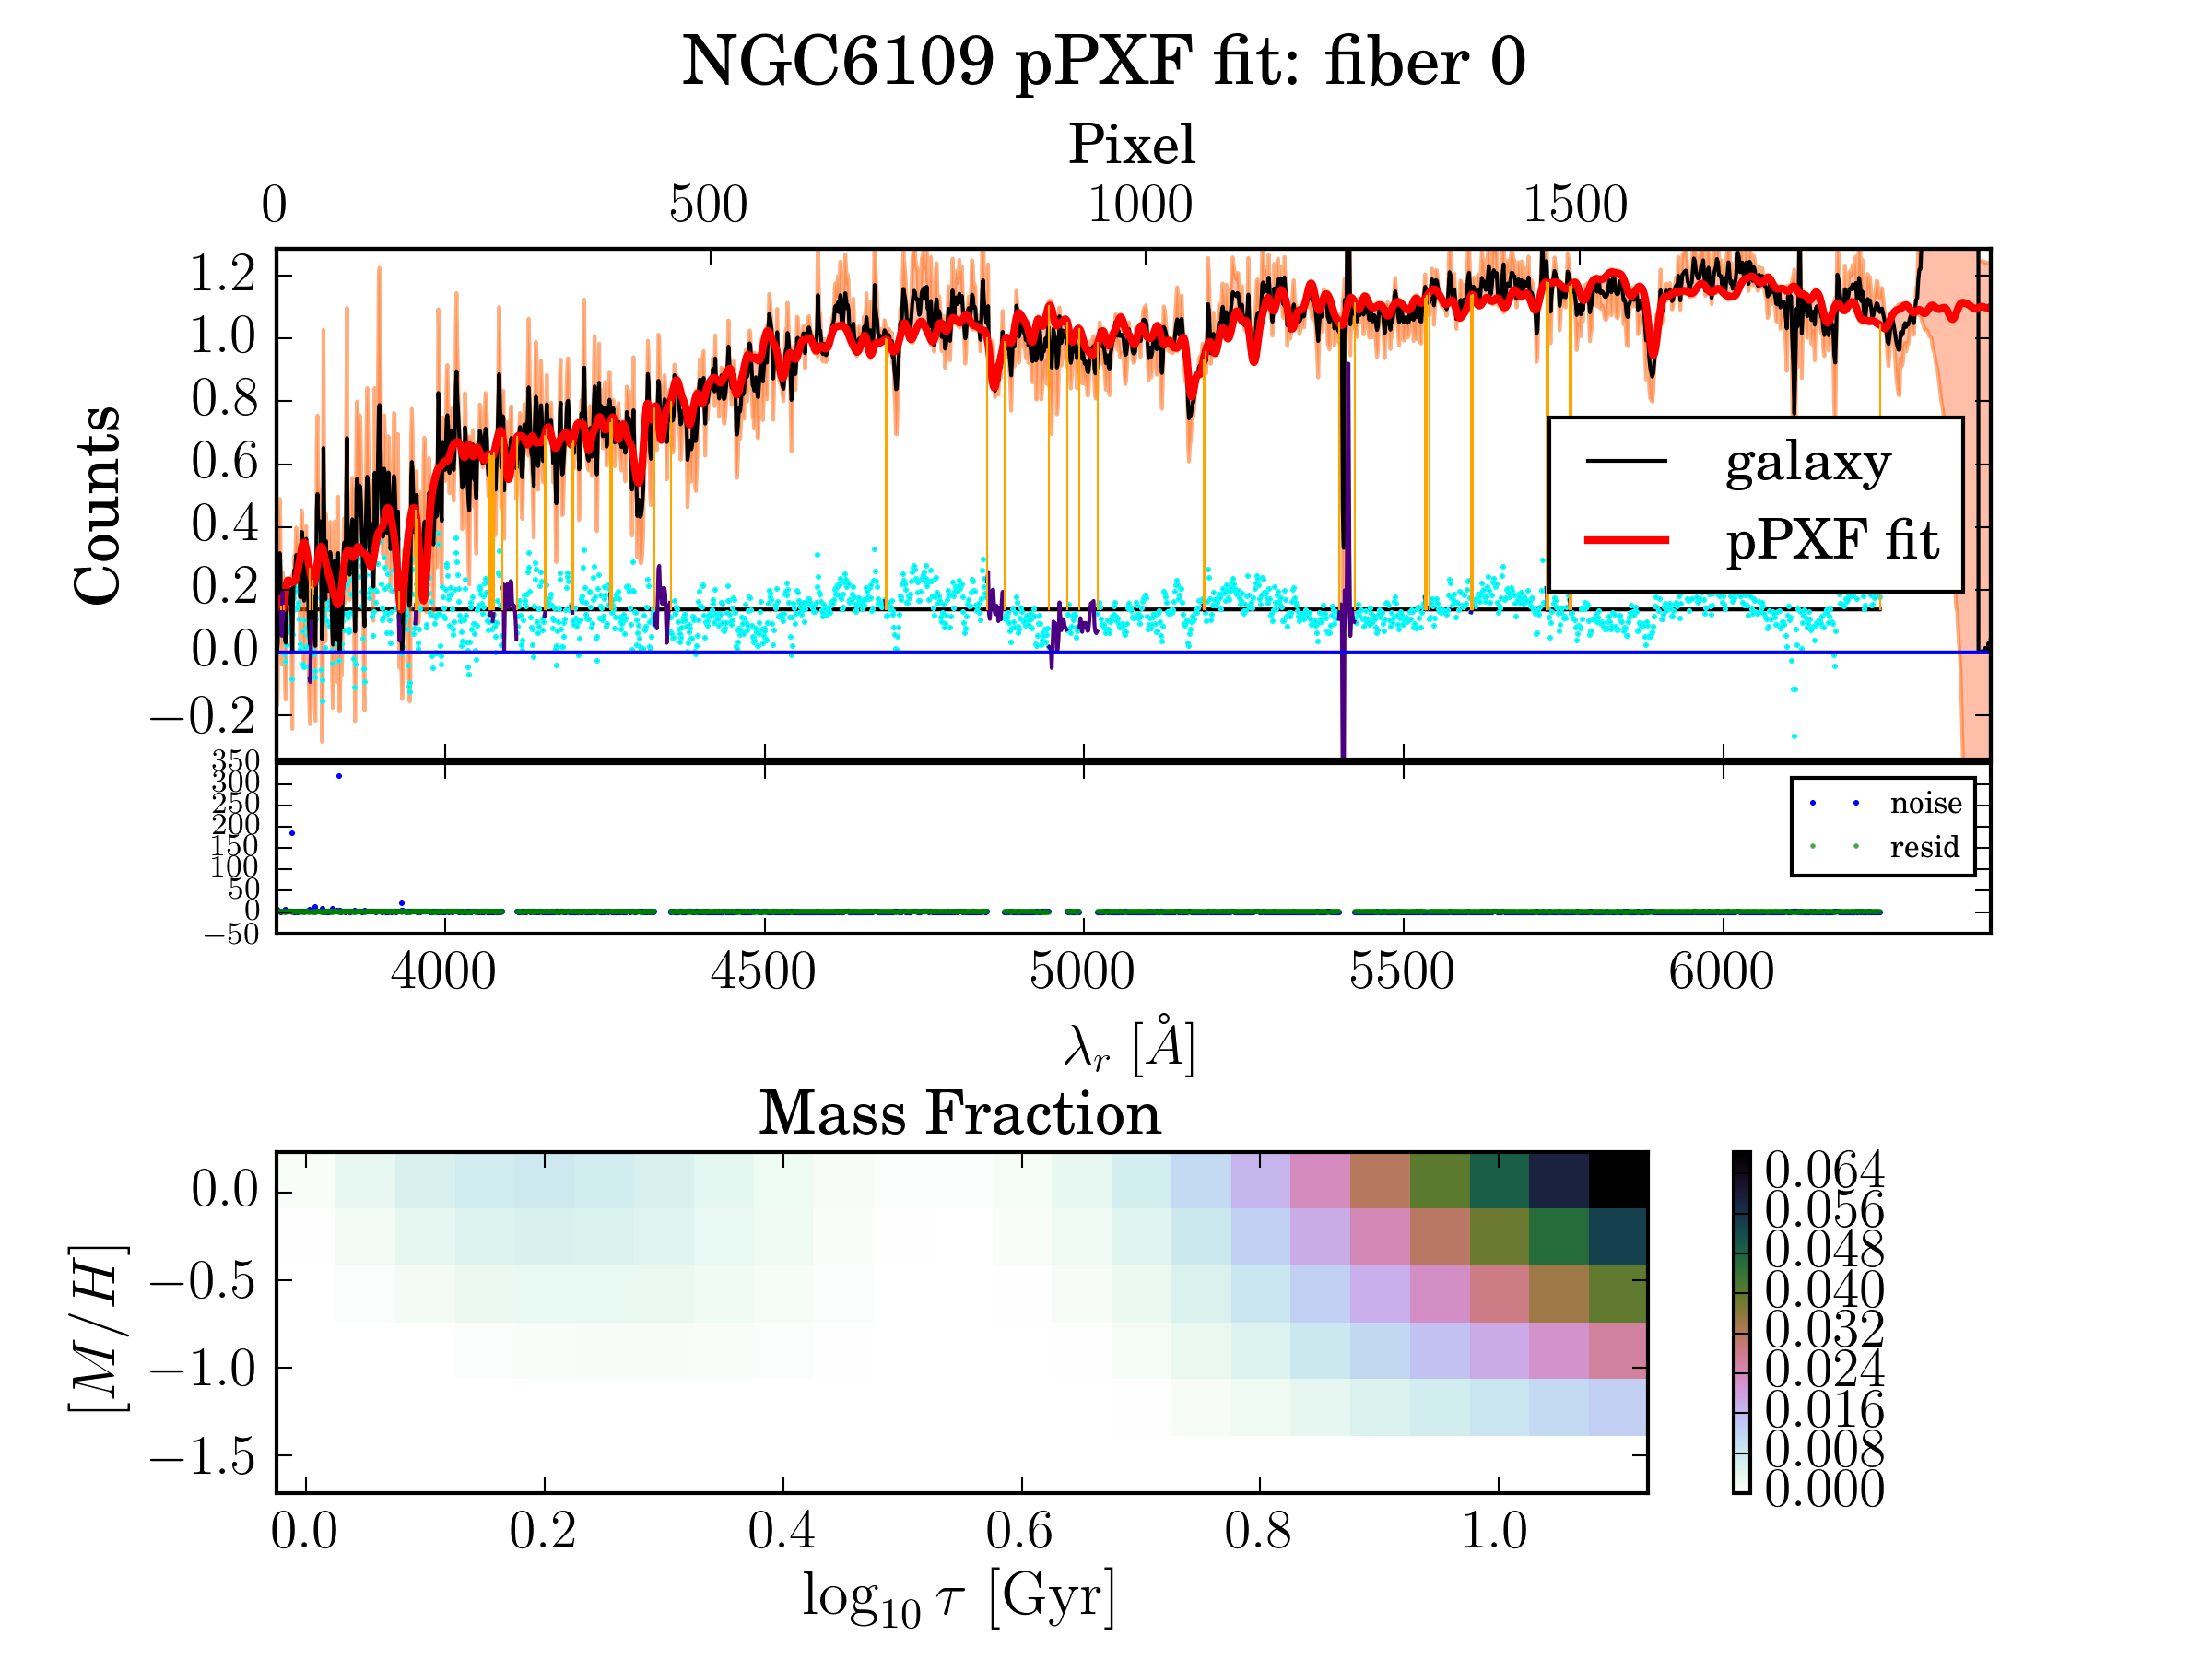 NGC6109 pPXF fit: fiber 0
Pixel
0 500 1000 1500
Counts
1.2
1.0
0.8
0.6
0.4
0.2
0.0
−0.2
galaxy
pPXF fit
350
300
250
200
150
100
50
0
−50
noise
resid
4000 4500 5000 5500 6000
λr [Å]
Mass Fraction
[M/H]
0.0
−0.5
−1.0
−1.5
0.0 0.2 0.4 0.6 0.8 1.0
log10 τ [Gyr]
0.064
0.056
0.048
0.040
0.032
0.024
0.016
0.008
0.000